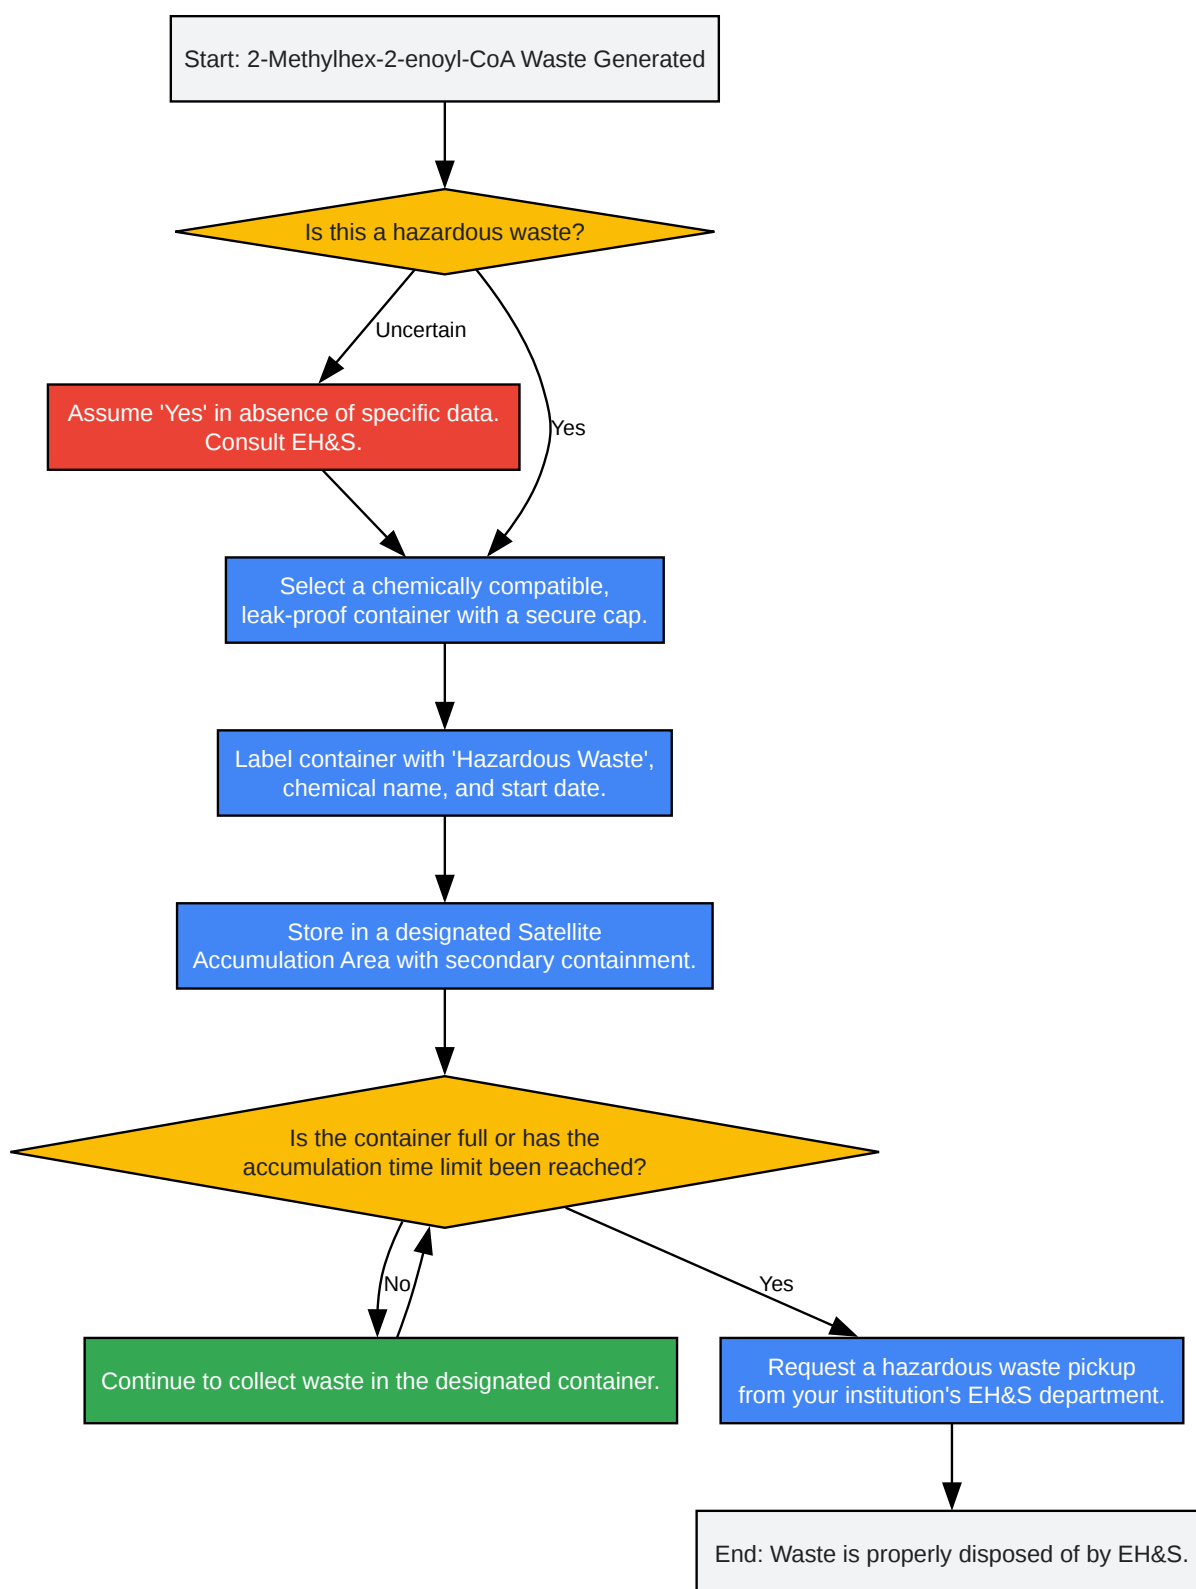 Start: 2-Methylhex-2-enoyl-CoA Waste Generated
Is this a hazardous waste?
Uncertain
Assume 'Yes' in absence of specific data.
Consult EH&S.
Yes
Select a chemically compatible,
leak-proof container with a secure cap.
Label container with 'Hazardous Waste',
chemical name, and start date.
Store in a designated Satellite
Accumulation Area with secondary containment.
Is the container full or has the
accumulation time limit been reached?
No
Yes
Continue to collect waste in the designated container.
Request a hazardous waste pickup
from your institution's EH&S department.
End: Waste is properly disposed of by EH&S.